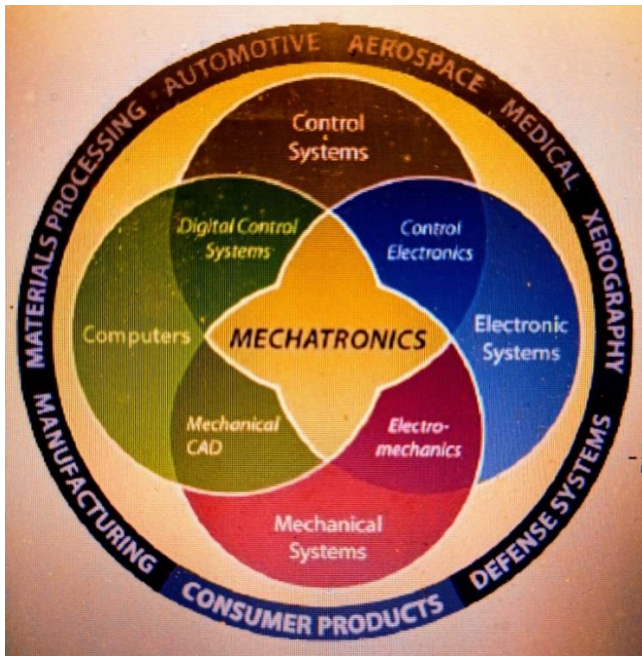 MATERIALS PROCESSING
AUTOMOTIVE
AEROSPACE
MEDICAL
XEROGRAPHY
DEFENSE SYSTEMS
CONSUMER PRODUCTS
MANUFACTURING
Control
Systems
Digital Control
Systems
Control
Electronics
Computers
MECHATRONICS
Electronic
Systems
Mechanical
CAD
Electro-
mechanics
Mechanical
Systems